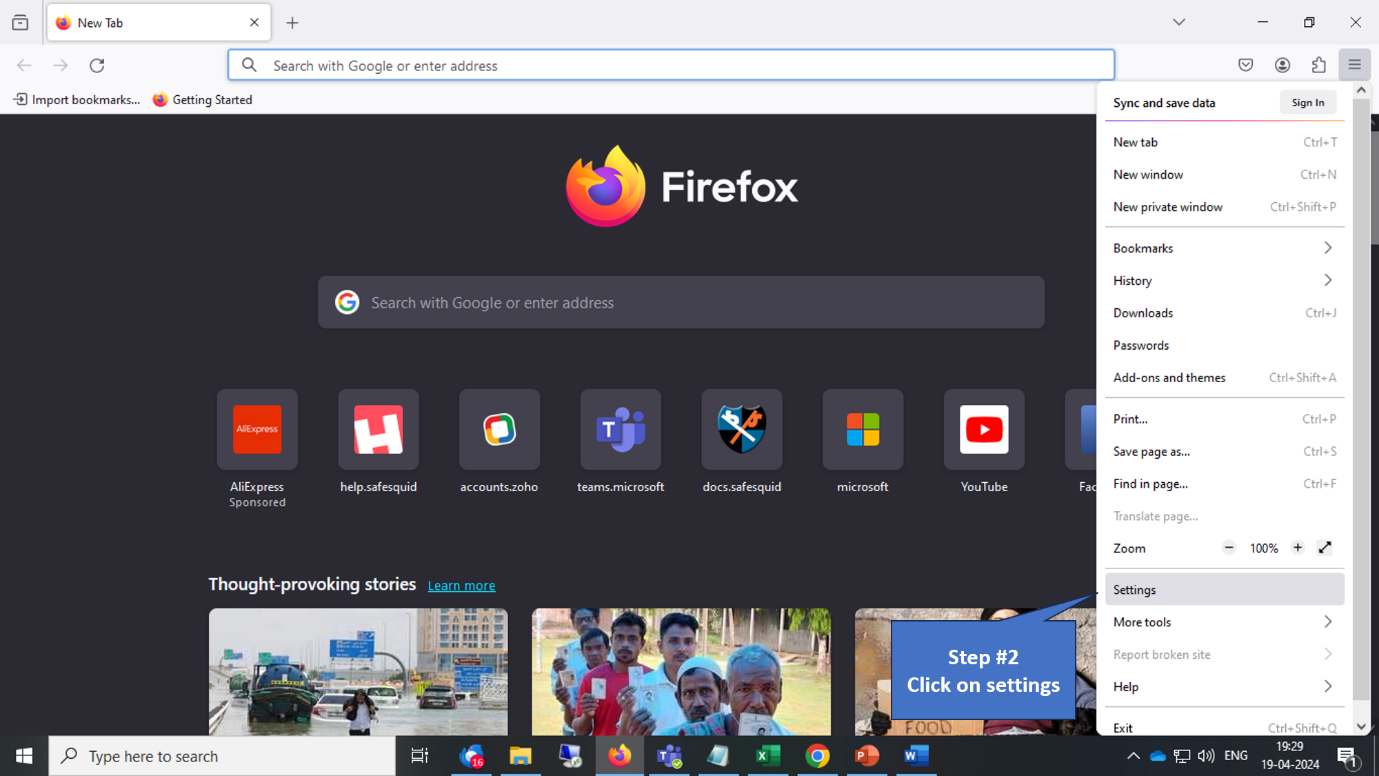 New Tab
Search with Google or enter address
Import bookmarks...
Getting Started
Sync and save data
Sign In
New tab
Ctrl+T
New window
Ctrl+N
New private window
Ctrl+Shift+P
Bookmarks
History
Downloads
Ctrl+J
Passwords
Add-ons and themes
Ctrl+Shift+A
Print...
Ctrl+P
Save page as...
Ctrl+S
Find in page...
Ctrl+F
Translate page...
Zoom
100%
Settings
More tools
Report broken site
Help
Exit
Ctrl+Shift+Q
Firefox
Search with Google or enter address
AliExpress
AliExpress
Sponsored
help.safesquid
accounts.zoho
teams.microsoft
docs.safesquid
microsoft
YouTube
Fac
Thought-provoking stories
Learn more
FOOD
Step #2
Click on settings
Type here to search
16
ENG
19:29
19-04-2024
1